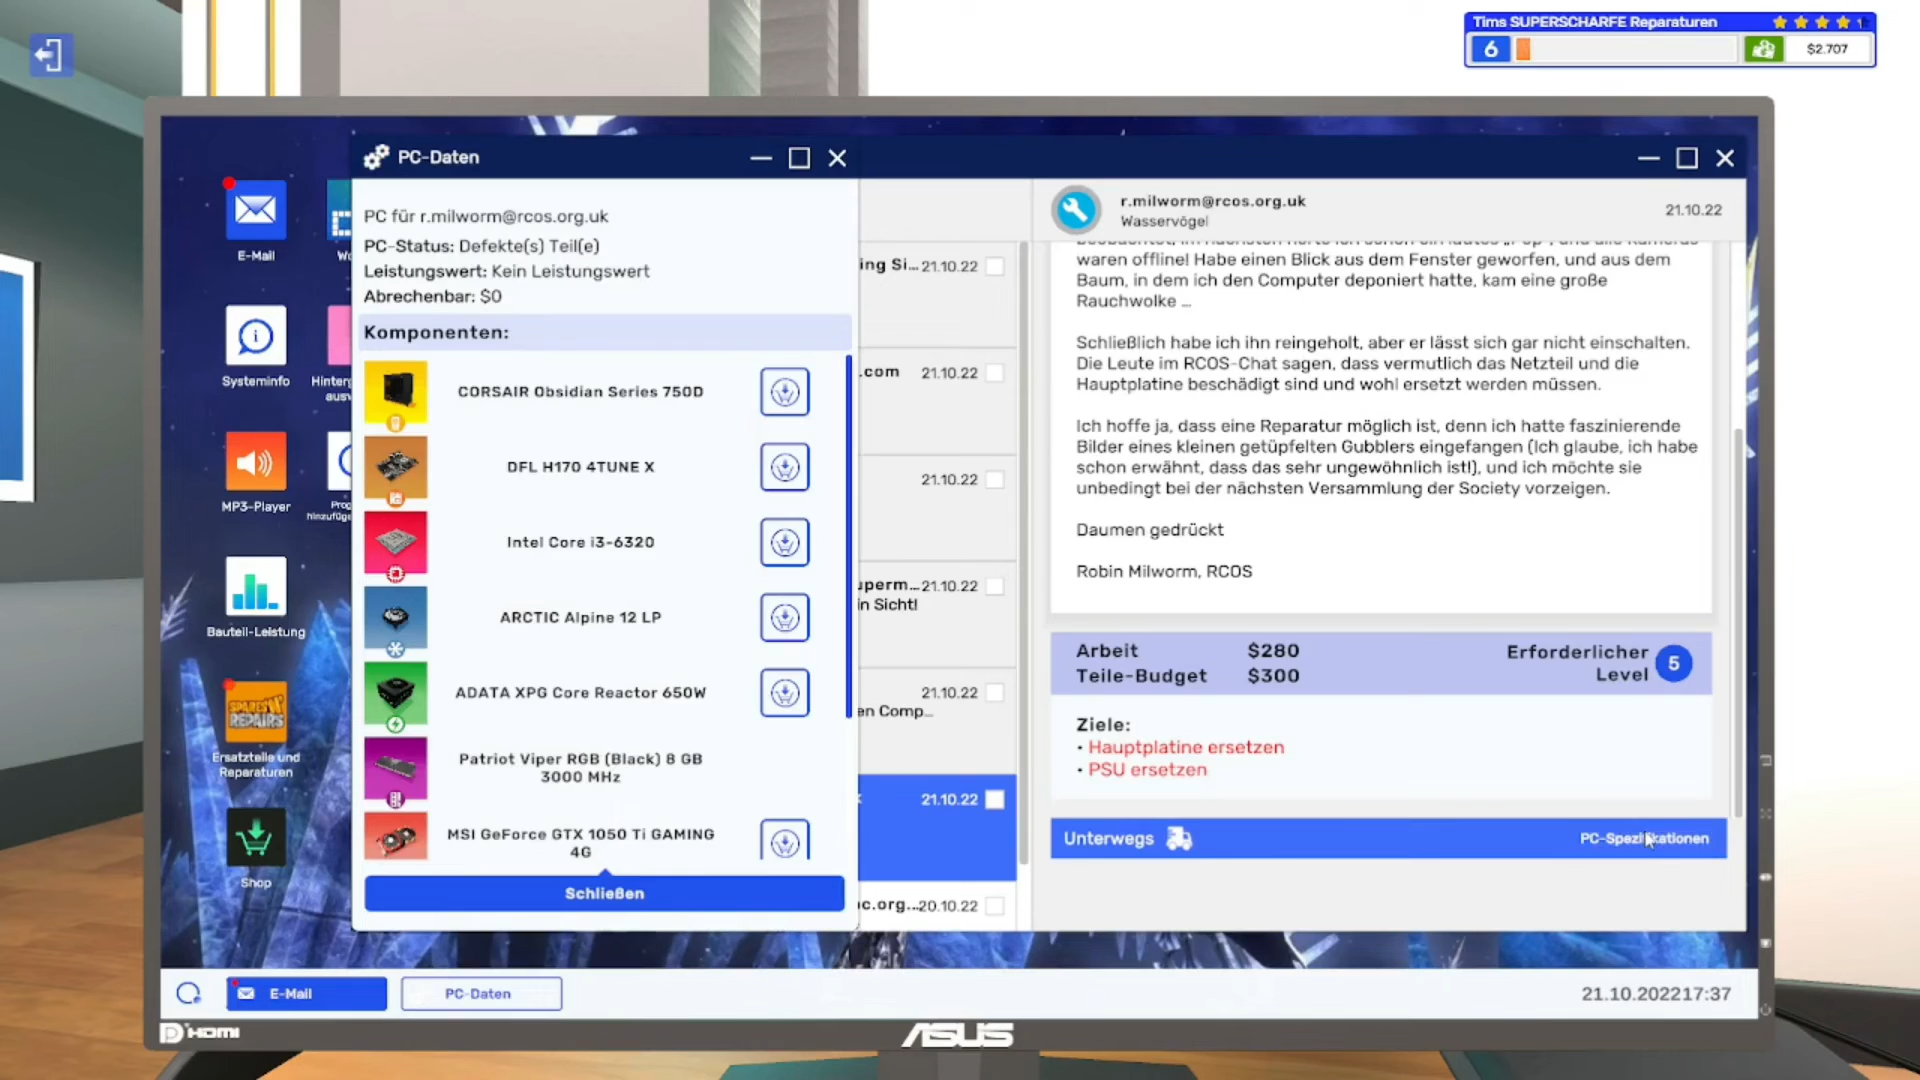 Tims SUPERSCHARFE Reparaturen
6
$2.707
PC-Daten
E-Mail
Systeminfo
MP3-Player
Bauteil-Leistung
SPARES REPAIRS
Ersatzteile und
Reparaturen
Shop
PC für r.milworm@rcos.org.uk
PC-Status: Defekte(s) Teil(e)
Leistungswert: Kein Leistungswert
Abrechenbar: $0
Komponenten:
CORSAIR Obsidian Series 750D
DFL H170 4TUNE X
Intel Core i3-6320
ARCTIC Alpine 12 LP
ADATA XPG Core Reactor 650W
Patriot Viper RGB (Black) 8 GB
3000 MHz
MSI GeForce GTX 1050 Ti GAMING
4G
Schließen
ing Si... 21.10.22
.com 21.10.22
21.10.22
uperm... 21.10.22
in Sicht!
21.10.22
en Comp...
21.10.22
c.org... 20.10.22
r.milworm@rcos.org.uk
Wasservögel
21.10.22
waren offline! Habe einen Blick aus dem Fenster geworfen, und aus dem
Baum, in dem ich den Computer deponiert hatte, kam eine große
Rauchwolke ...
Schließlich habe ich ihn reingeholt, aber er lässt sich gar nicht einschalten.
Die Leute im RCOS-Chat sagen, dass vermutlich das Netzteil und die
Hauptplatine beschädigt sind und wohl ersetzt werden müssen.
Ich hoffe ja, dass eine Reparatur möglich ist, denn ich hatte faszinierende
Bilder eines kleinen getüpfelten Gubblers eingefangen (Ich glaube, ich habe
schon erwähnt, dass das sehr ungewöhnlich ist!), und ich möchte sie
unbedingt bei der nächsten Versammlung der Society vorzeigen.
Daumen gedrückt
Robin Milworm, RCOS
Arbeit $280
Teile-Budget $300
Erforderlicher
Level 5
Ziele:
• Hauptplatine ersetzen
• PSU ersetzen
Unterwegs
PC-Spezifikationen
E-Mail
PC-Daten
21.10.202217:37
HDMI
ASUS